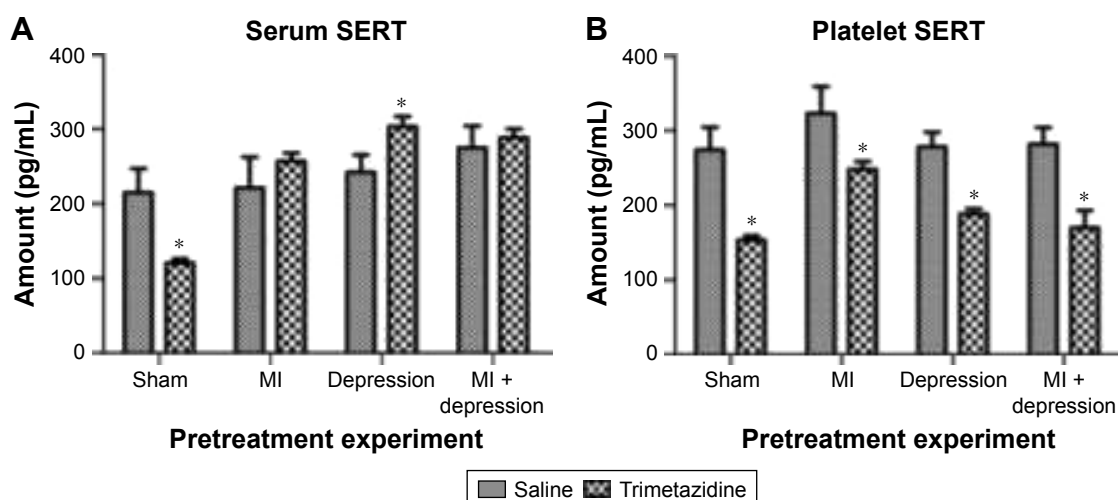 A
Serum SERT
Amount (pg/mL)
400
300
200
100
0
*
*
Sham
MI
Depression
MI +
depression
Pretreatment experiment
B
Platelet SERT
Amount (pg/mL)
400
300
200
100
0
*
*
*
*
Sham
MI
Depression
MI +
depression
Pretreatment experiment
Saline
Trimetazidine